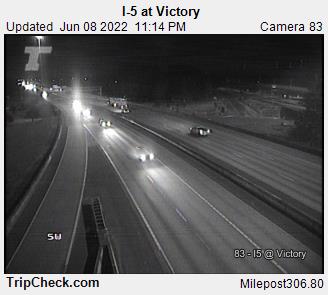 I-5 at Victory
Updated  Jun 08 2022  11:14 PM
Camera 83
T
SW
83 - I5 @ Victory
TripCheck.com
Milepost306.80